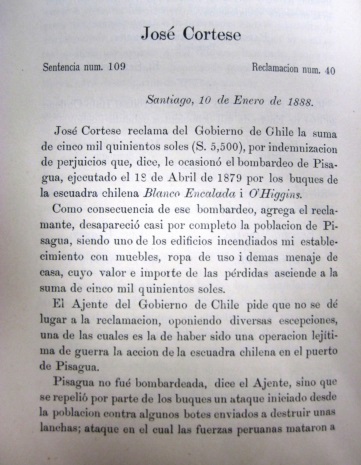 José Cortese
Sentencia num. 109
Reclamacion num. 40
Santiago, 10 de Enero de 1888.
José Cortese reclama del Gobierno de Chile la suma
de cinco mil quinientos soles (S. 5,500), por indemnizacion
de perjuicios que, dice, le ocasionó el bombardeo de Pisa-
gua, ejecutado el 18 de Abril de 1879 por los buques de
la escuadra chilena Blanco Encalada i O'Higgins.
Como consecuencia de ese bombardeo, agrega el recla-
mante, desapareció casi por completo la poblacion de Pi-
sagua, siendo uno de los edificios incendiados mi estable-
cimiento con muebles, ropa de uso i demas menaje de
casa, cuyo valor e importe de las pérdidas asciende a la
suma de cinco mil quinientos soles.
El Ajente del Gobierno de Chile pide que no se dé
lugar a la reclamacion, oponiendo diversas escepciones,
una de las cuales es la de haber sido una operacion lejíti-
ma de guerra la accion de la escuadra chilena en el puerto
de Pisagua.
Pisagua no fué bombardeada, dice el Ajente, sino que
se repelió por parte de los buques un ataque iniciado desde
la poblacion contra algunos botes enviados a destruir unas
lanchas; ataque en el cual las fuerzas peruanas mataron a